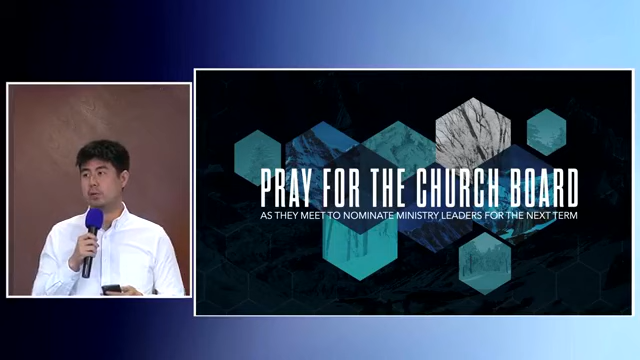 PRAY FOR THE CHURCH BOARD
AS THEY MEET TO NOMINATE MINISTRY LEADERS FOR THE NEXT TERM